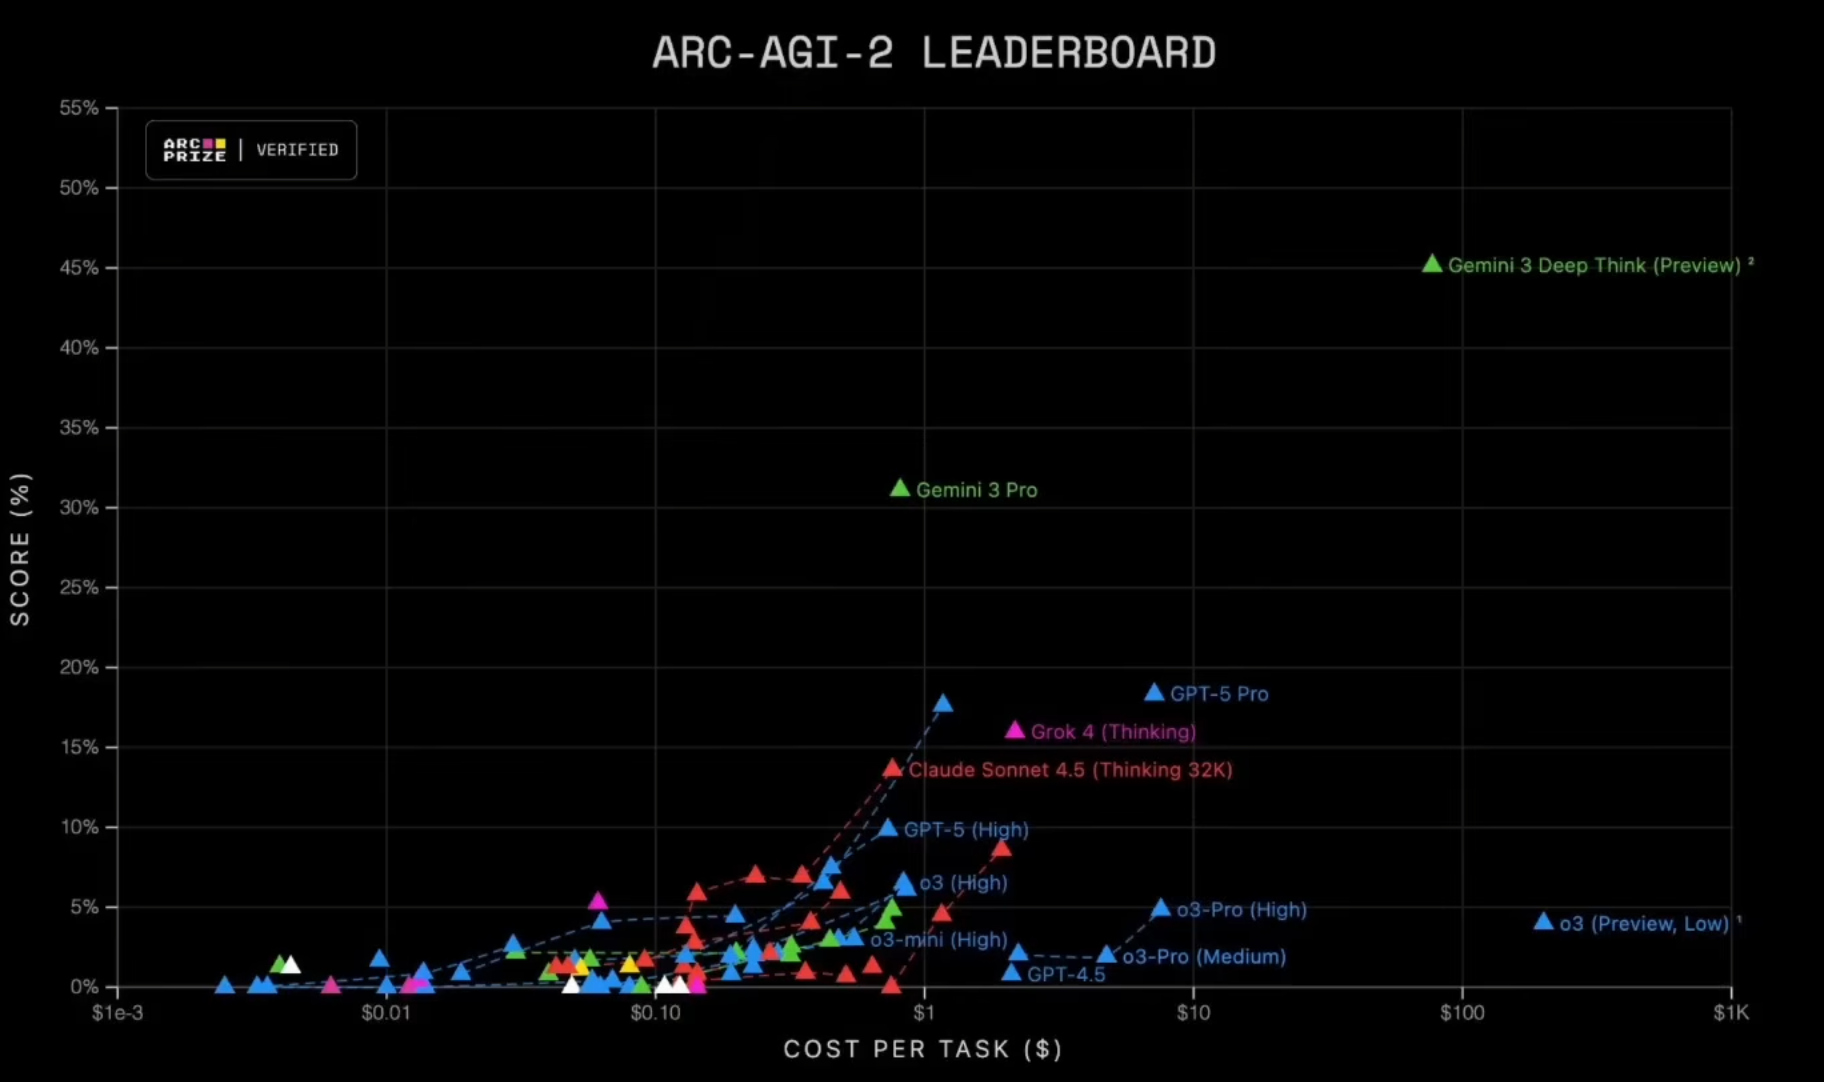 ARC-AGI-2 LEADERBOARD
55%
ARC PRIZE | VERIFIED
50%
45%
Gemini 3 Deep Think (Preview) ²
40%
35%
Gemini 3 Pro
30%
25%
20%
GPT-5 Pro
Grok 4 (Thinking)
15%
Claude Sonnet 4.5 (Thinking 32K)
10%
GPT-5 (High)
o3 (High)
5%
o3-Pro (High)
o3 (Preview, Low) ¹
o3-mini (High)
o3-Pro (Medium)
GPT-4.5
0%
SCORE (%)
$1e-3 $0.01 $0.10 $1 $10 $100 $1K
COST PER TASK ($)